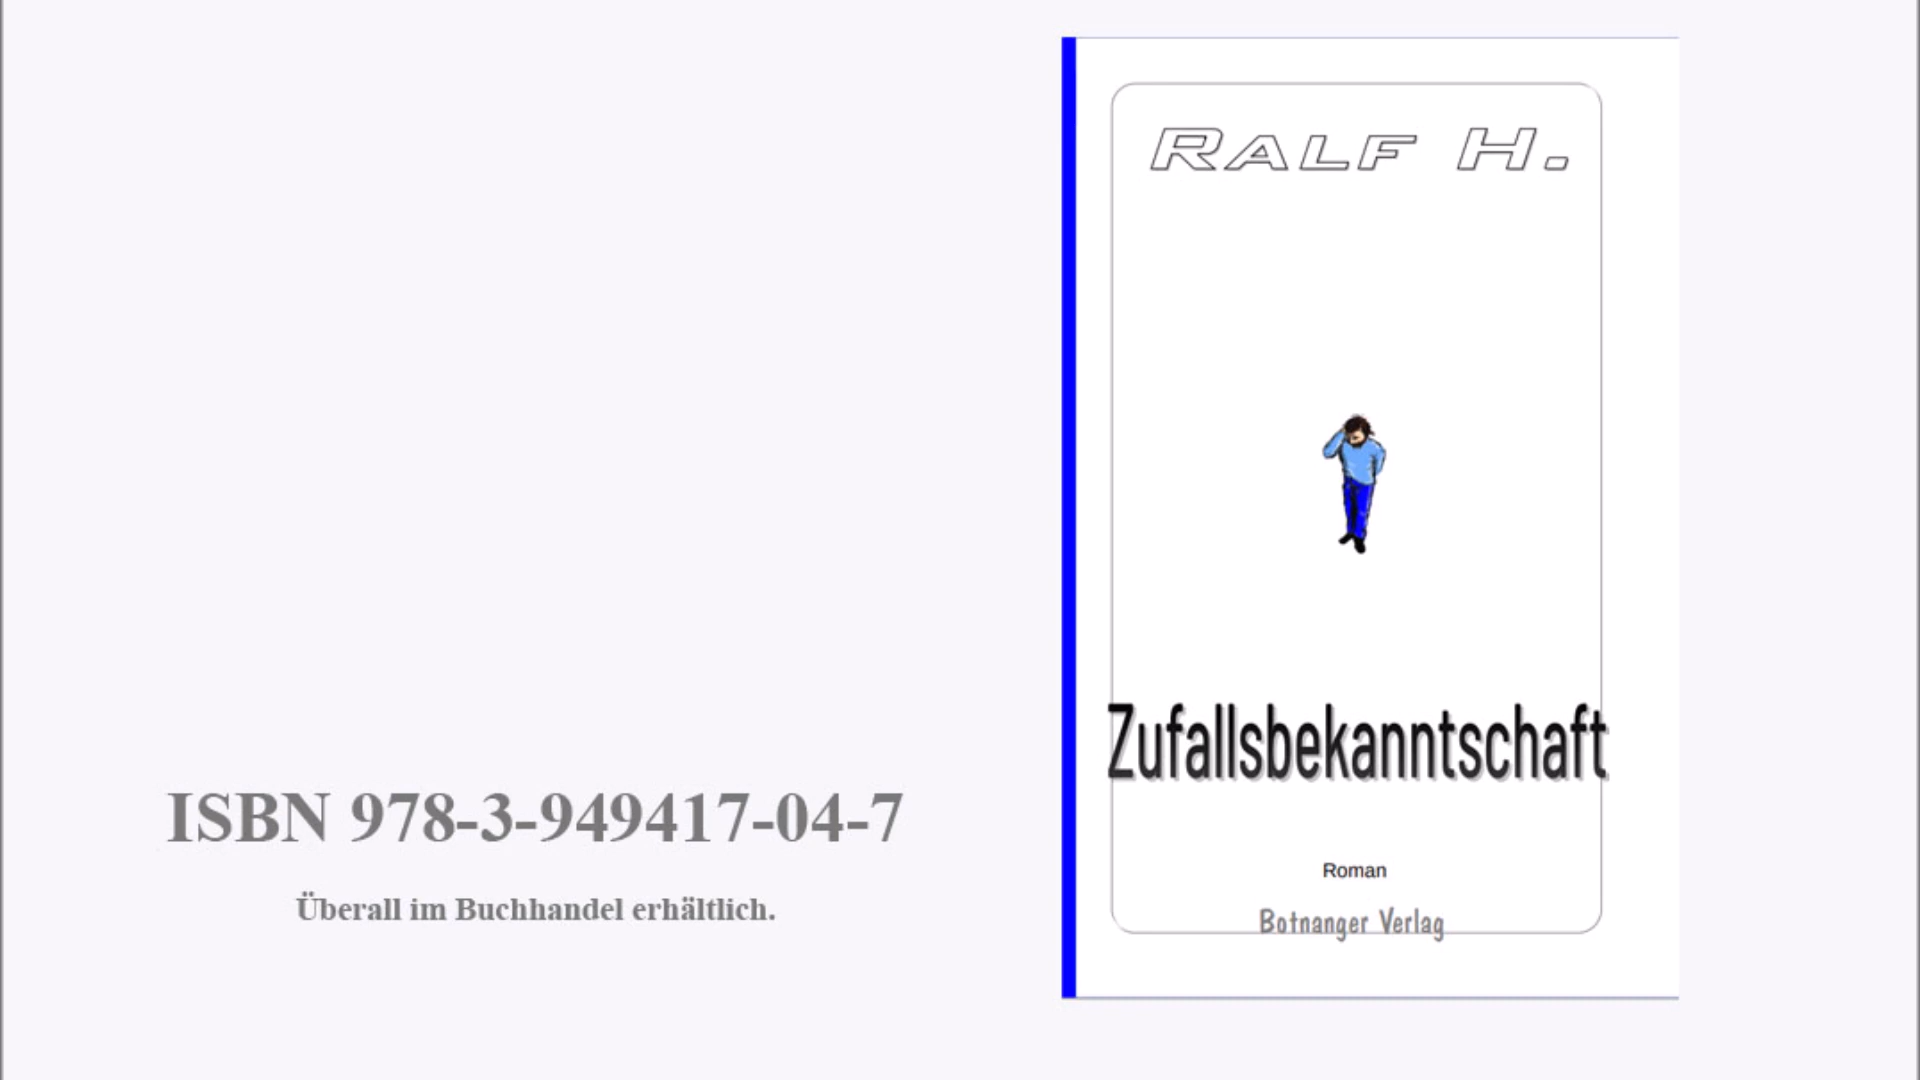 RALF H.
Zufallsbekanntschaft
Roman
Botnanger Verlag
ISBN 978-3-949417-04-7
Überall im Buchhandel erhältlich.